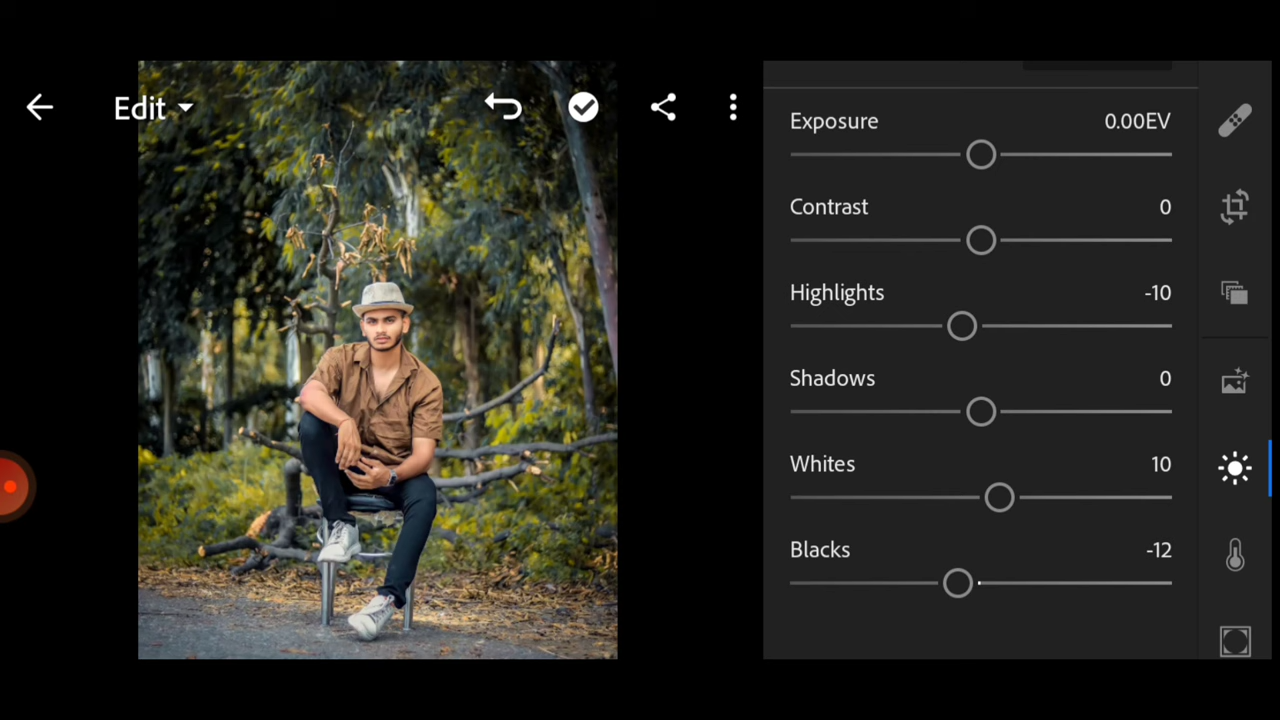 Edit
Exposure 0.00EV
Contrast 0
Highlights -10
Shadows 0
Whites 10
Blacks -12